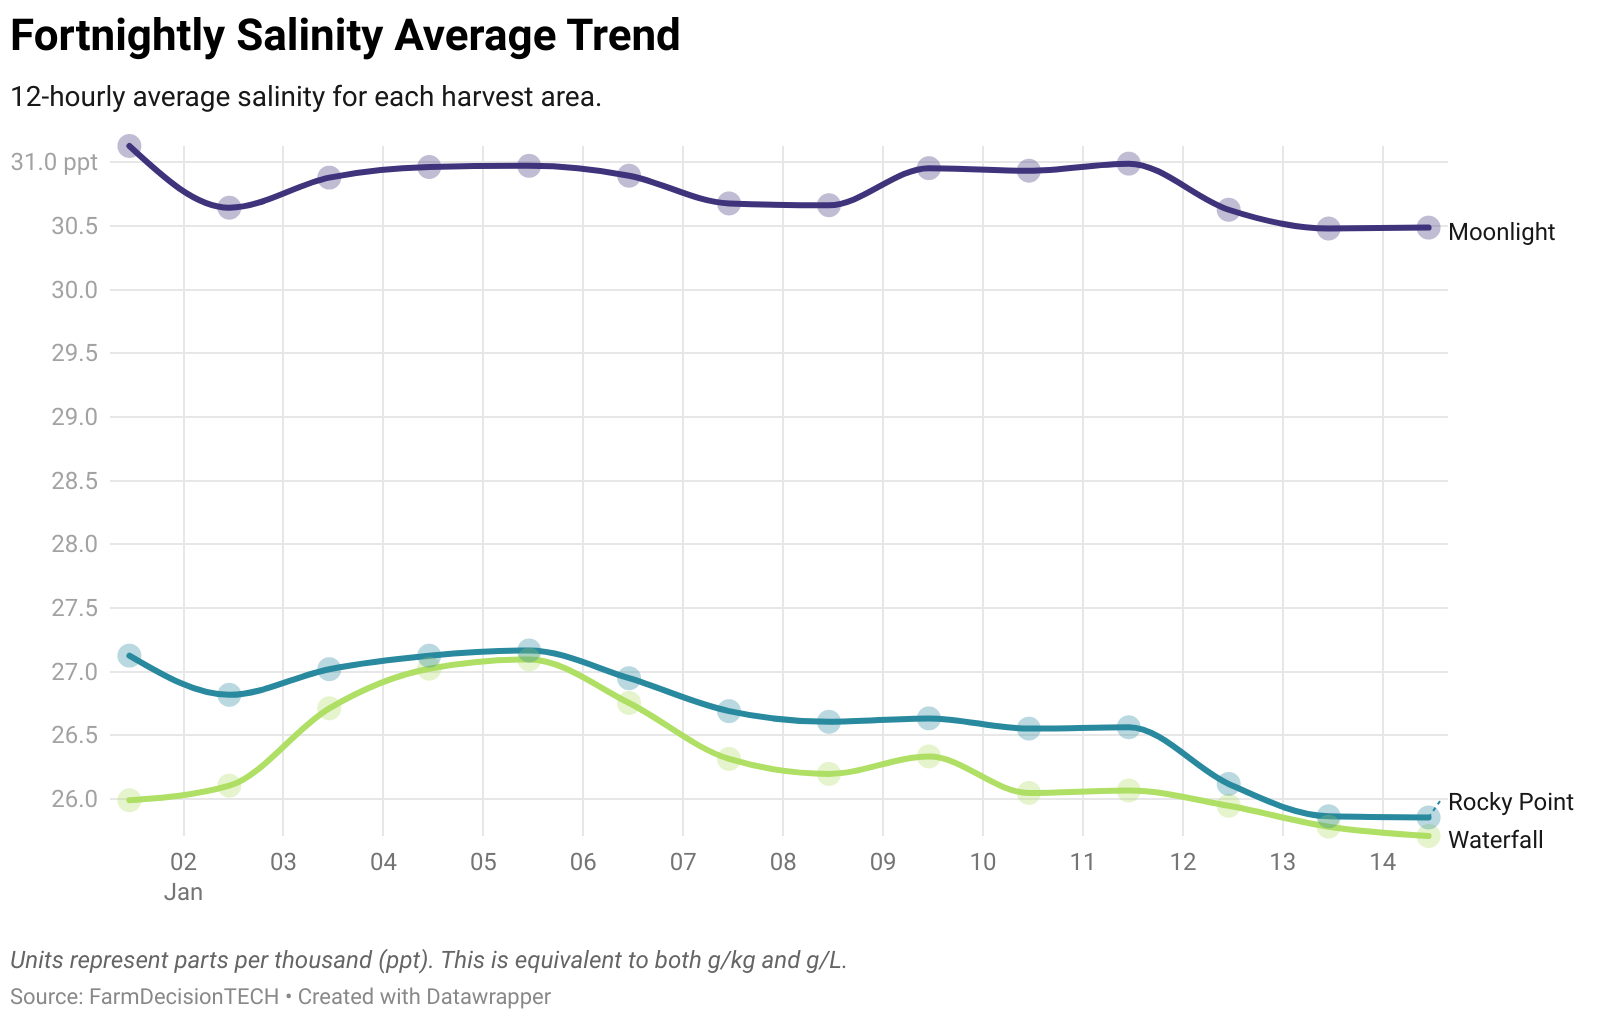 Fortnightly Salinity Average Trend
12-hourly average salinity for each harvest area.
31.0 ppt
30.5
Moonlight
30.0
29.5
29.0
28.5
28.0
27.5
27.0
26.5
26.0
Rocky Point
Waterfall
02 03 04 05 06 07 08 09 10 11 12 13 14
Jan
Units represent parts per thousand (ppt). This is equivalent to both g/kg and g/L.
Source: FarmDecisionTECH • Created with Datawrapper